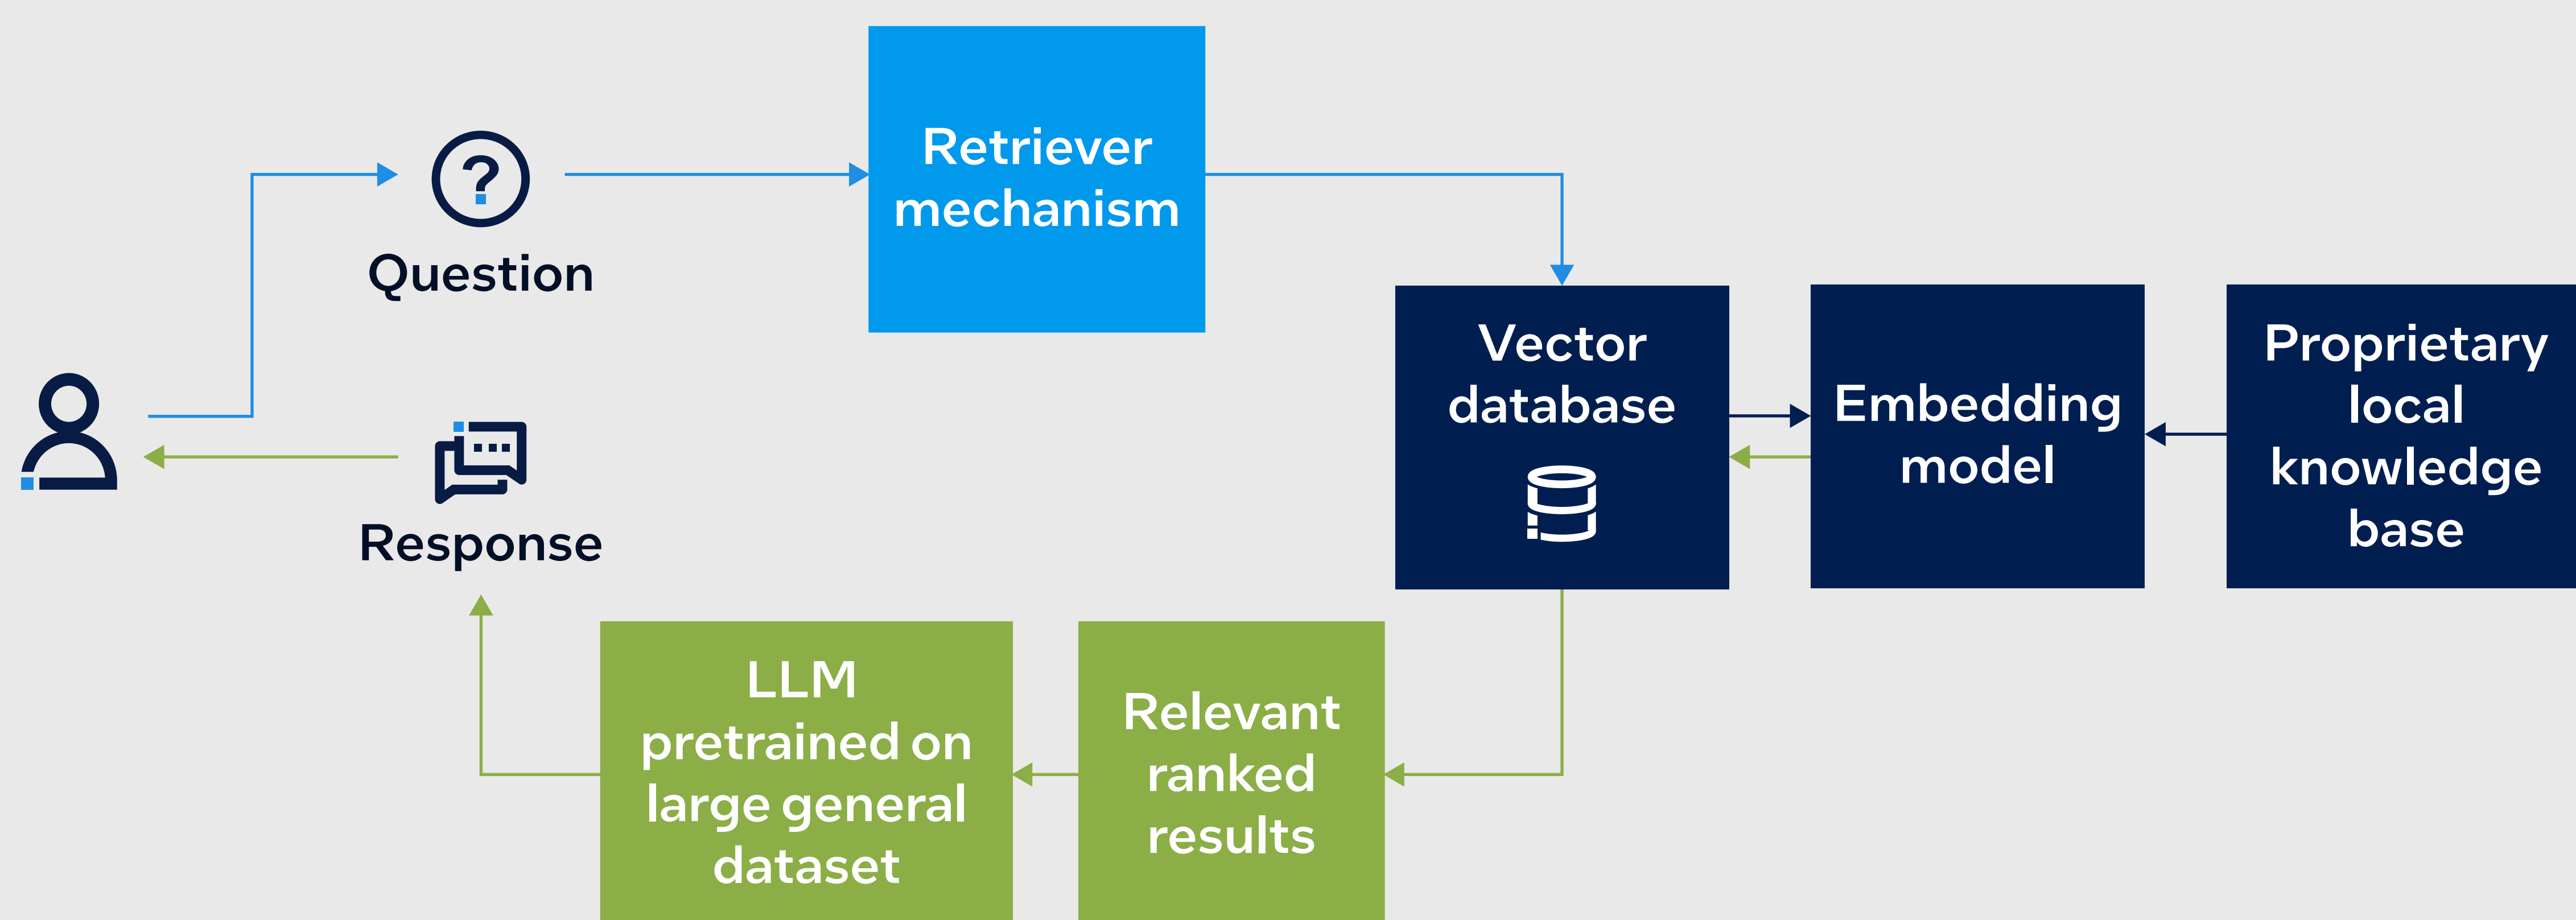 ?
Question
Retriever
mechanism
Vector
database
Embedding
model
Proprietary
local
knowledge
base
Response
LLM
pretrained on
large general
dataset
Relevant
ranked
results